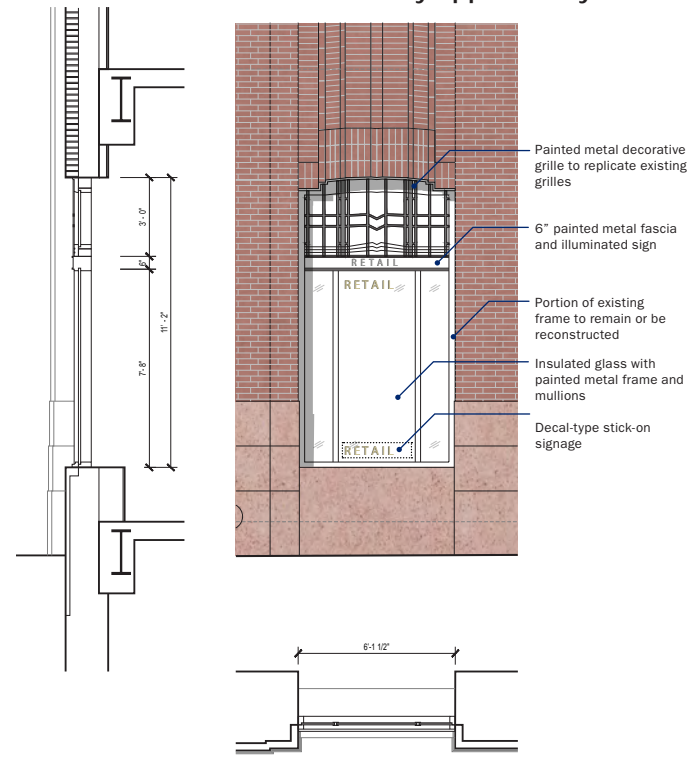 Painted metal decorative
grille to replicate existing
grilles
6” painted metal fascia
and illuminated sign
RETAIL
RETAIL
Portion of existing
frame to remain or be
reconstructed
Insulated glass with
painted metal frame and
mullions
Decal-type stick-on
signage
RETAIL
3'- 0"
6"
11' - 2"
7'- 8"
6'-1 1/2"